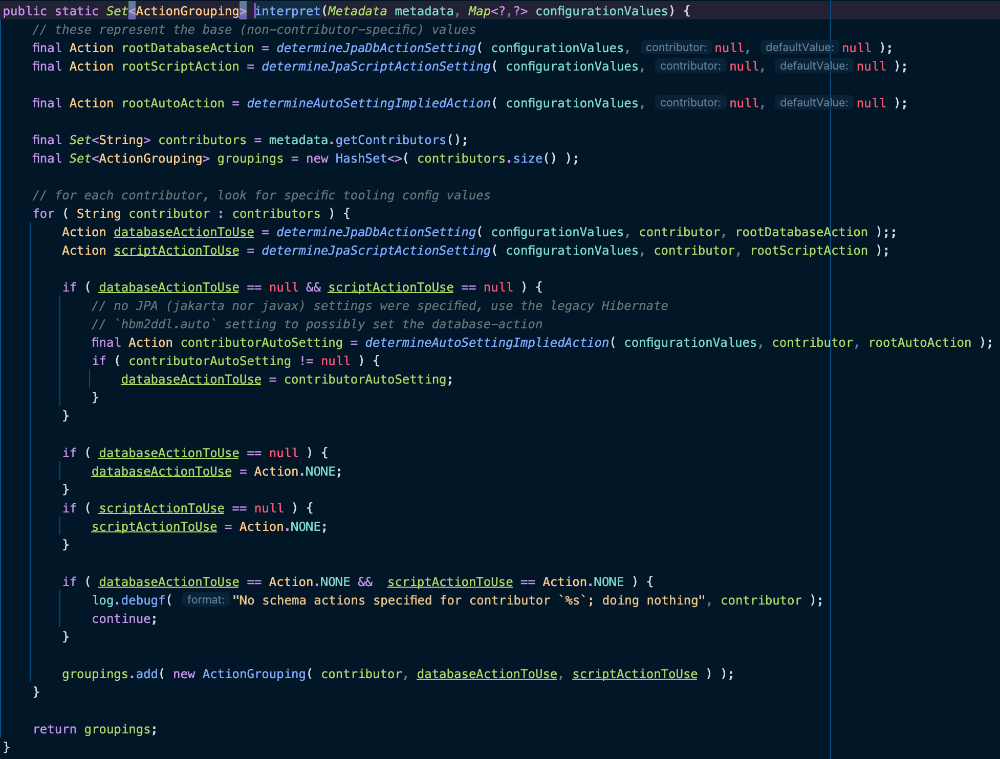 public static Set<ActionGrouping> interpret(Metadata metadata, Map<?,?> configurationValues) {
// these represent the base (non-contributor-specific) values
final Action rootDatabaseAction = determineJpaDbActionSetting( configurationValues, contributor: null, defaultValue: null );
final Action rootScriptAction = determineJpaScriptActionSetting( configurationValues, contributor: null, defaultValue: null );
final Action rootAutoAction = determineAutoSettingImpliedAction( configurationValues, contributor: null, defaultValue: null );
final Set<String> contributors = metadata.getContributors();
final Set<ActionGrouping> groupings = new HashSet<>( contributors.size() );
// for each contributor, look for specific tooling config values
for ( String contributor : contributors ) {
Action databaseActionToUse = determineJpaDbActionSetting( configurationValues, contributor, rootDatabaseAction );;
Action scriptActionToUse = determineJpaScriptActionSetting( configurationValues, contributor, rootScriptAction );
if ( databaseActionToUse == null && scriptActionToUse == null ) {
// no JPA (jakarta nor javax) settings were specified, use the legacy Hibernate
// `hbm2ddl.auto` setting to possibly set the database-action
final Action contributorAutoSetting = determineAutoSettingImpliedAction( configurationValues, contributor, rootAutoAction );
if ( contributorAutoSetting != null ) {
databaseActionToUse = contributorAutoSetting;
}
}
if ( databaseActionToUse == null ) {
databaseActionToUse = Action.NONE;
}
if ( scriptActionToUse == null ) {
scriptActionToUse = Action.NONE;
}
if ( databaseActionToUse == Action.NONE &&  scriptActionToUse == Action.NONE ) {
log.debugf( format: "No schema actions specified for contributor `%s`; doing nothing", contributor );
continue;
}
groupings.add( new ActionGrouping( contributor, databaseActionToUse, scriptActionToUse ) );
}
return groupings;
}